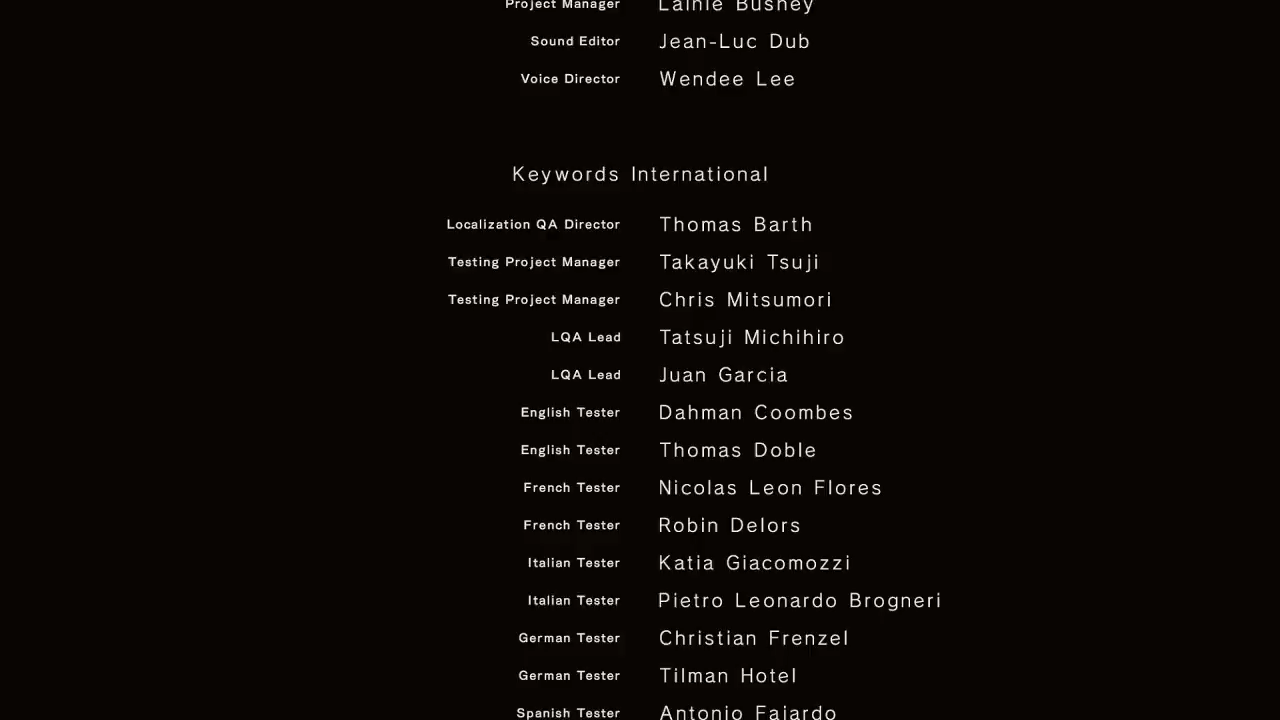 Project Manager Lainie Bushey
Sound Editor Jean-Luc Dub
Voice Director Wendee Lee
Keywords International
Localization QA Director Thomas Barth
Testing Project Manager Takayuki Tsuji
Testing Project Manager Chris Mitsumori
LQA Lead Tatsuji Michihiro
LQA Lead Juan Garcia
English Tester Dahman Coombes
English Tester Thomas Doble
French Tester Nicolas Leon Flores
French Tester Robin Delors
Italian Tester Katia Giacomozzi
Italian Tester Pietro Leonardo Brogneri
German Tester Christian Frenzel
German Tester Tilman Hotel
Spanish Tester Antonio Fajardo